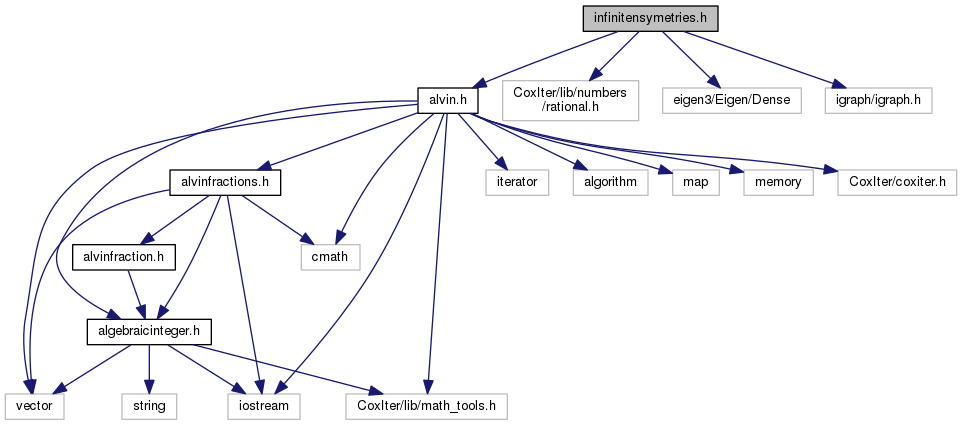 infinitensymetries.h
alvin.h
CoxIter/lib/numbers
/rational.h
eigen3/Eigen/Dense
igraph/igraph.h
alvinfractions.h
iterator
algorithm
map
memory
CoxIter/coxiter.h
alvinfraction.h
cmath
algebraicinteger.h
vector
string
iostream
CoxIter/lib/math_tools.h